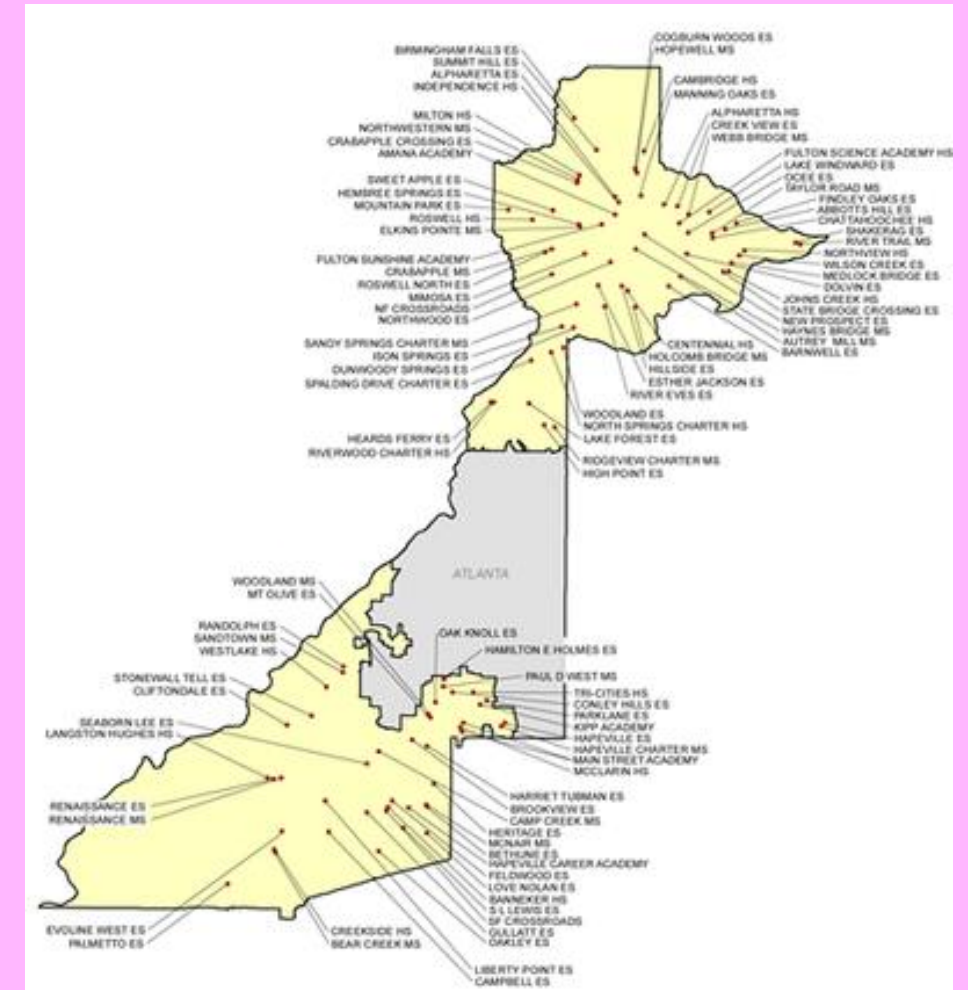 COGBURN WOODS ES
HOPEWELL MS
BIRMINGHAM FALLS ES
SUMMIT HILL ES
ALPHARETTA ES
INDEPENDENCE HS
CAMBRIDGE HS
MANNING OAKS ES
MILTON HS
NORTHWESTERN MS
CRABAPPLE CROSSING ES
AMANA ACADEMY
ALPHARETTA HS
CREEK VIEW ES
WEBB BRIDGE MS
FULTON SCIENCE ACADEMY HS
LAKE WINDWARD ES
OCEE ES
TAYLOR ROAD MS
FINDLEY OAKS ES
ABBOTTS HILL ES
CHATTAHOOCHEE HS
SHAKERAG ES
RIVER TRAIL MS
NORTHVIEW HS
WILSON CREEK ES
MEDLOCK BRIDGE ES
DOLVIN ES
JOHNS CREEK HS
STATE BRIDGE CROSSING ES
NEW PROSPECT ES
HAYNES BRIDGE MS
AUTREY MILL MS
BARNWELL ES
SWEET APPLE ES
HEMBREE SPRINGS ES
MOUNTAIN PARK ES
ROSWELL HS
ELKINS POINTE MS
FULTON SUNSHINE ACADEMY
CRABAPPLE MS
ROSWELL NORTH ES
MIMOSA ES
NF CROSSROADS
NORTHWOOD ES
SANDY SPRINGS CHARTER MS
ISON SPRINGS ES
DUNWOODY SPRINGS ES
SPALDING DRIVE CHARTER ES
CENTENNIAL HS
HOLCOMB BRIDGE MS
HILLSIDE ES
ESTHER JACKSON ES
RIVER EVES ES
WOODLAND ES
NORTH SPRINGS CHARTER HS
LAKE FOREST ES
HEARDS FERRY ES
RIVERWOOD CHARTER HS
RIDGEVIEW CHARTER MS
HIGH POINT ES
ATLANTA
WOODLAND MS
MT OLIVE ES
RANDOLPH ES
SANDTOWN MS
WESTLAKE HS
OAK KNOLL ES
HAMILTON E HOLMES ES
PAUL D WEST MS
TRI-CITIES HS
CONLEY HILLS ES
PARKLANE ES
KIPP ACADEMY
HAPEVILLE ES
HAPEVILLE CHARTER MS
MAIN STREET ACADEMY
MCCLARIN HS
STONEWALL TELL ES
CLIFTONDALE ES
SEABORN LEE ES
LANGSTON HUGHES HS
RENAISSANCE ES
RENAISSANCE MS
HARRIET TUBMAN ES
BROOKVIEW ES
CAMP CREEK MS
HERITAGE ES
MCNAIR MS
BETHUNE ES
HAPEVILLE CAREER ACADEMY
FELDWOOD ES
LOVE NOLAN ES
BANNEKER HS
S L LEWIS ES
SF CROSSROADS
GULLATT ES
OAKLEY ES
EVOLINE WEST ES
PALMETTO ES
CREEKSIDE HS
BEAR CREEK MS
LIBERTY POINT ES
CAMPBELL ES